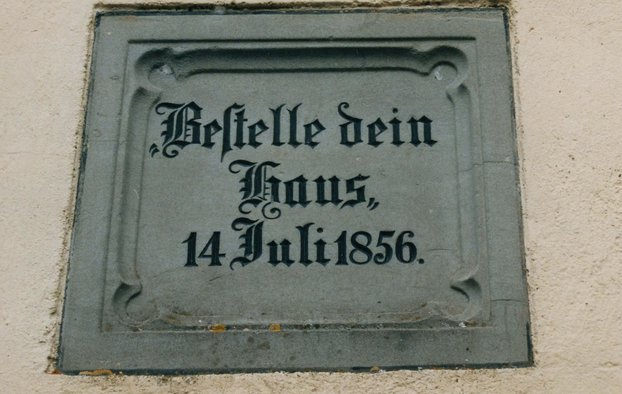 „Beſtelle dein
Haus„
14 Juli 1856.